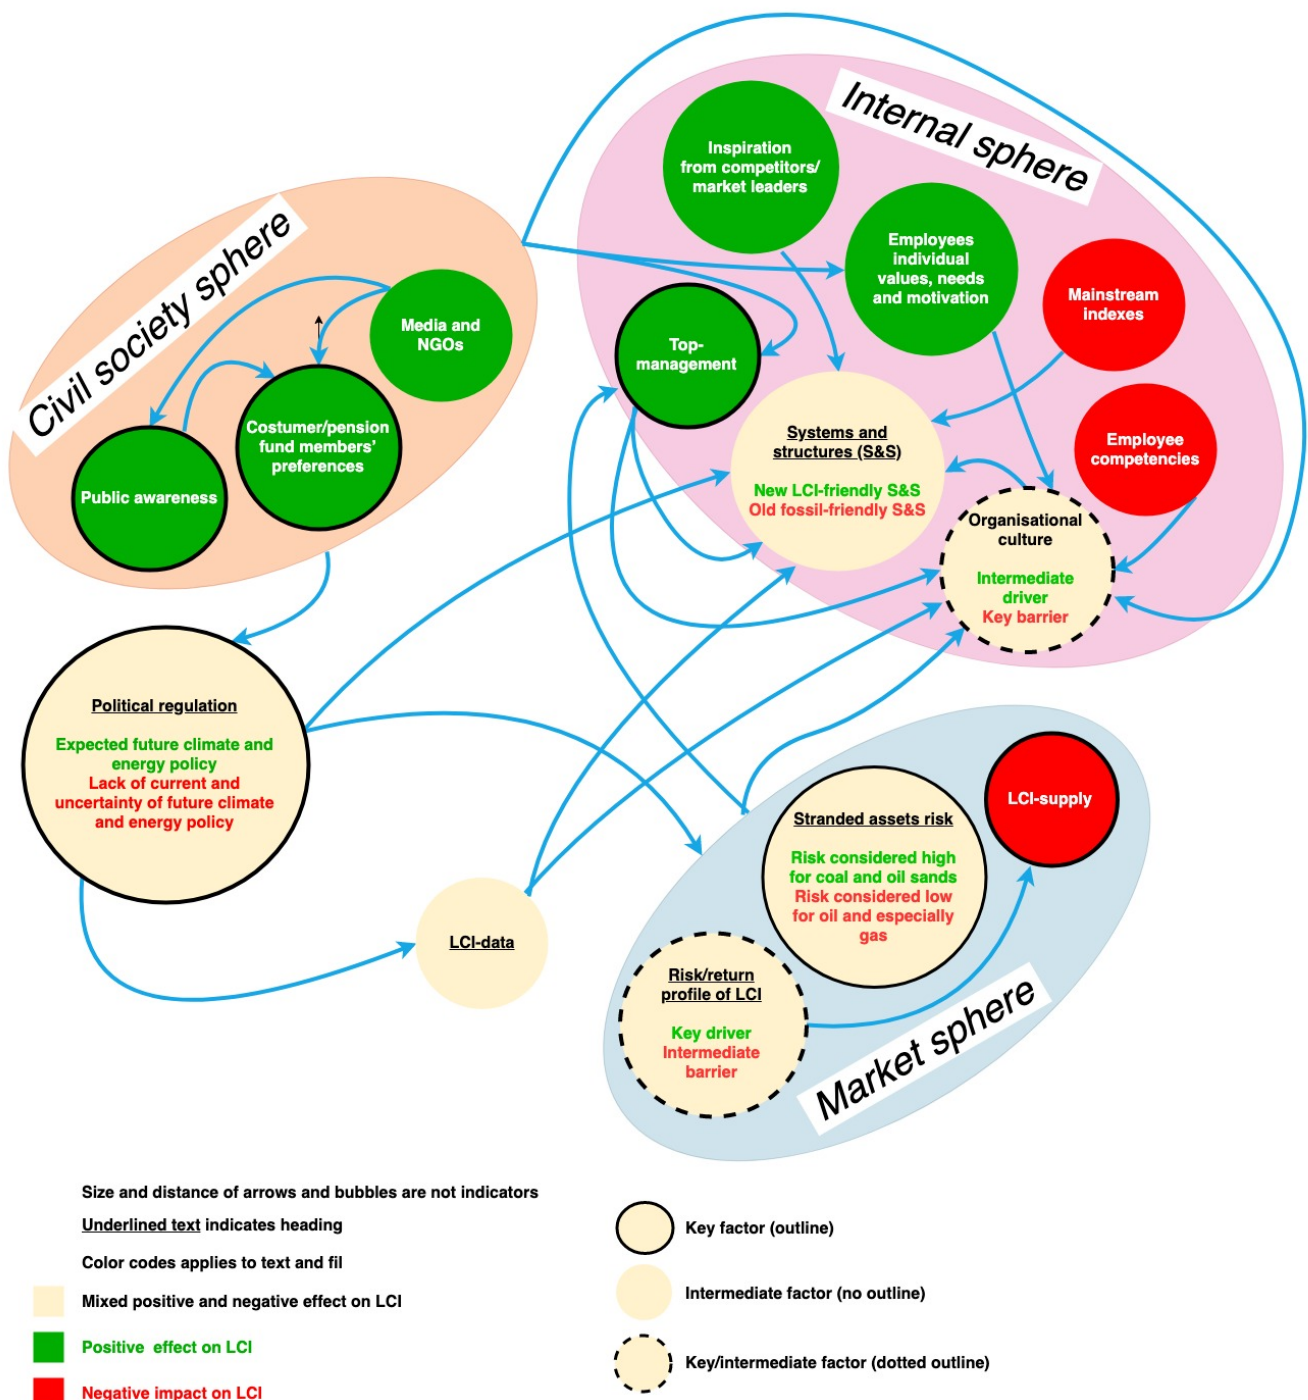 Internal sphere
Inspiration
from competitors/
market leaders
Employees
individual
values, needs
and motivation
Mainstream
indexes
Top-
management
Systems and
structures (S&S)
New LCI-friendly S&S
Old fossil-friendly S&S
Employee
competencies
Organisational
culture
Intermediate
driver
Key barrier
Civil society sphere
Media and
NGOs
Costumer/pension
fund members’
preferences
Public awareness
Political regulation
Expected future climate and
energy policy
Lack of current and
uncertainty of future climate
and energy policy
LCI-data
LCI-supply
Stranded assets risk
Risk considered high
for coal and oil sands
Risk considered low
for oil and especially
gas
Risk/return
profile of LCI
Key driver
Intermediate
barrier
Market sphere
Size and distance of arrows and bubbles are not indicators
Underlined text indicates heading
Color codes applies to text and fil
Mixed positive and negative effect on LCI
Positive effect on LCI
Negative impact on LCI
Key factor (outline)
Intermediate factor (no outline)
Key/intermediate factor (dotted outline)